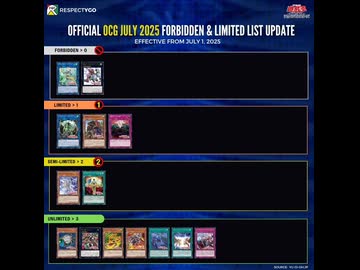 RESPECTYGO
OFFICIAL OCG JULY 2025 FORBIDDEN & LIMITED LIST UPDATE
EFFECTIVE FROM JULY 1, 2025
FORBIDDEN > 0
LIMITED > 1
1
SEMI-LIMITED > 2
2
UNLIMITED > 3